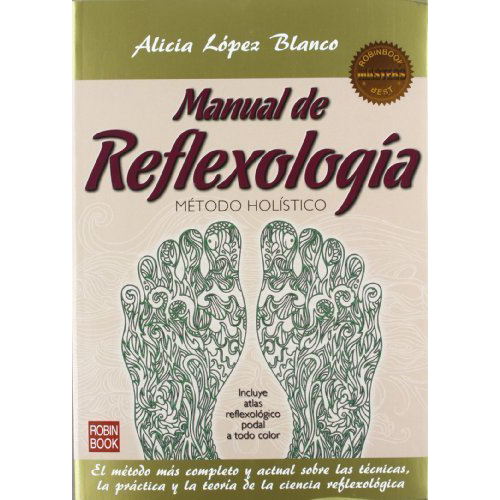 Alicia López Blanco
ROBINBOOK
MASTERS
BEST
Manual de
Reflexología
MÉTODO HOLÍSTICO
Incluye
atlas
reflexológico
podal
a todo color
ROBIN
BOOK
El método más completo y actual sobre las técnicas,
la práctica y la teoría de la ciencia reflexológica